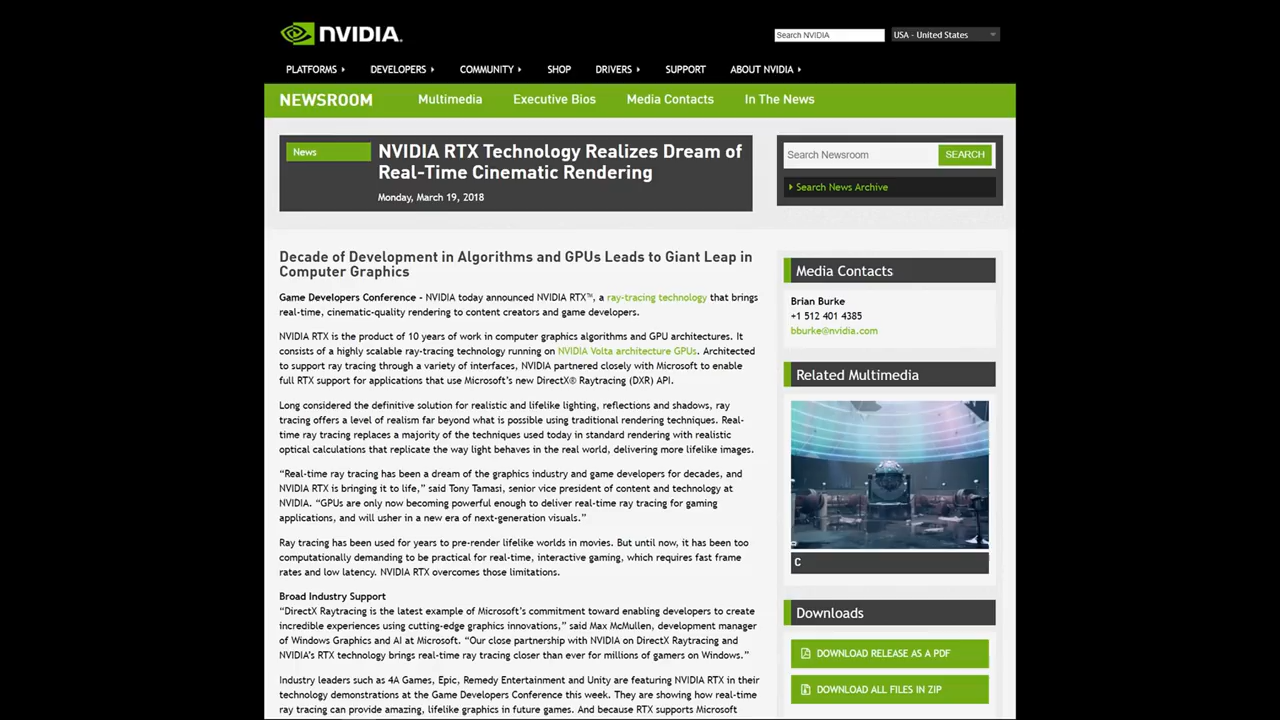 NVIDIA.
Search NVIDIA
USA - United States
PLATFORMS
DEVELOPERS
COMMUNITY
SHOP
DRIVERS
SUPPORT
ABOUT NVIDIA
NEWSROOM
Multimedia
Executive Bios
Media Contacts
In The News
News
NVIDIA RTX Technology Realizes Dream of
Real-Time Cinematic Rendering
Monday, March 19, 2018
Decade of Development in Algorithms and GPUs Leads to Giant Leap in
Computer Graphics
Game Developers Conference - NVIDIA today announced NVIDIA RTX™, a ray-tracing technology that brings
real-time, cinematic-quality rendering to content creators and game developers.
NVIDIA RTX is the product of 10 years of work in computer graphics algorithms and GPU architectures. It
consists of a highly scalable ray-tracing technology running on NVIDIA Volta architecture GPUs. Architected
to support ray tracing through a variety of interfaces, NVIDIA partnered closely with Microsoft to enable
full RTX support for applications that use Microsoft’s new DirectX® Raytracing (DXR) API.
Long considered the definitive solution for realistic and lifelike lighting, reflections and shadows, ray
tracing offers a level of realism far beyond what is possible using traditional rendering techniques. Real-
time ray tracing replaces a majority of the techniques used today in standard rendering with realistic
optical calculations that replicate the way light behaves in the real world, delivering more lifelike images.
“Real-time ray tracing has been a dream of the graphics industry and game developers for decades, and
NVIDIA RTX is bringing it to life,” said Tony Tamasi, senior vice president of content and technology at
NVIDIA. “GPUs are only now becoming powerful enough to deliver real-time ray tracing for gaming
applications, and will usher in a new era of next-generation visuals.”
Ray tracing has been used for years to pre-render lifelike worlds in movies. But until now, it has been too
computationally demanding to be practical for real-time, interactive gaming, which requires fast frame
rates and low latency. NVIDIA RTX overcomes those limitations.
Broad Industry Support
“DirectX Raytracing is the latest example of Microsoft’s commitment toward enabling developers to create
incredible experiences using cutting-edge graphics innovations,” said Max McMullen, development manager
of Windows Graphics and AI at Microsoft. “Our close partnership with NVIDIA on DirectX Raytracing and
NVIDIA’s RTX technology brings real-time ray tracing closer than ever for millions of gamers on Windows.”
Industry leaders such as 4A Games, Epic, Remedy Entertainment and Unity are featuring NVIDIA RTX in their
technology demonstrations at the Game Developers Conference this week. They are showing how real-time
ray tracing can provide amazing, lifelike graphics in future games. And because RTX supports Microsoft
Search Newsroom
SEARCH
Search News Archive
Media Contacts
Brian Burke
+1 512 401 4385
bburke@nvidia.com
Related Multimedia
C
Downloads
DOWNLOAD RELEASE AS A PDF
DOWNLOAD ALL FILES IN ZIP